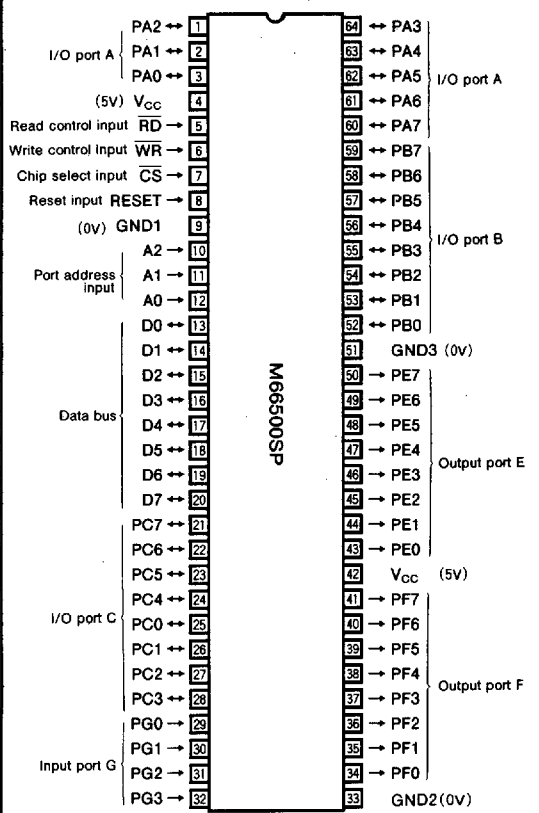 PA2 ↔ 1
I/O port A PA1 ↔ 2
PA0 ↔ 3
(5V) VCC 4
Read control input R̅D̅ → 5
Write control input W̅R̅ → 6
Chip select input C̅S̅ → 7
Reset input RESET → 8
(0V) GND1 9
A2 → 10
Port address input A1 → 11
A0 → 12
D0 ↔ 13
D1 ↔ 14
D2 ↔ 15
D3 ↔ 16
Data bus D4 ↔ 17
D5 ↔ 18
D6 ↔ 19
D7 ↔ 20
PC7 ↔ 21
PC6 ↔ 22
PC5 ↔ 23
PC4 ↔ 24
I/O port C PC0 ↔ 25
PC1 ↔ 26
PC2 ↔ 27
PC3 ↔ 28
PG0 → 29
PG1 → 30
Input port G PG2 → 31
PG3 → 32
M66500SP
64 ↔ PA3
63 ↔ PA4
62 ↔ PA5 I/O port A
61 ↔ PA6
60 ↔ PA7
59 ↔ PB7
58 ↔ PB6
57 ↔ PB5
56 ↔ PB4 I/O port B
55 ↔ PB3
54 ↔ PB2
53 ↔ PB1
52 ↔ PB0
51 GND3 (0V)
50 → PE7
49 → PE6
48 → PE5
47 → PE4 Output port E
46 → PE3
45 → PE2
44 → PE1
43 → PE0
42 VCC (5V)
41 → PF7
40 → PF6
39 → PF5
38 → PF4 Output port F
37 → PF3
36 → PF2
35 → PF1
34 → PF0
33 GND2(0V)